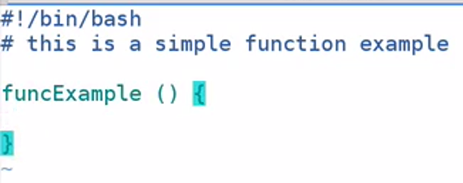 #!/bin/bash
# this is a simple function example
funcExample () {
}
~